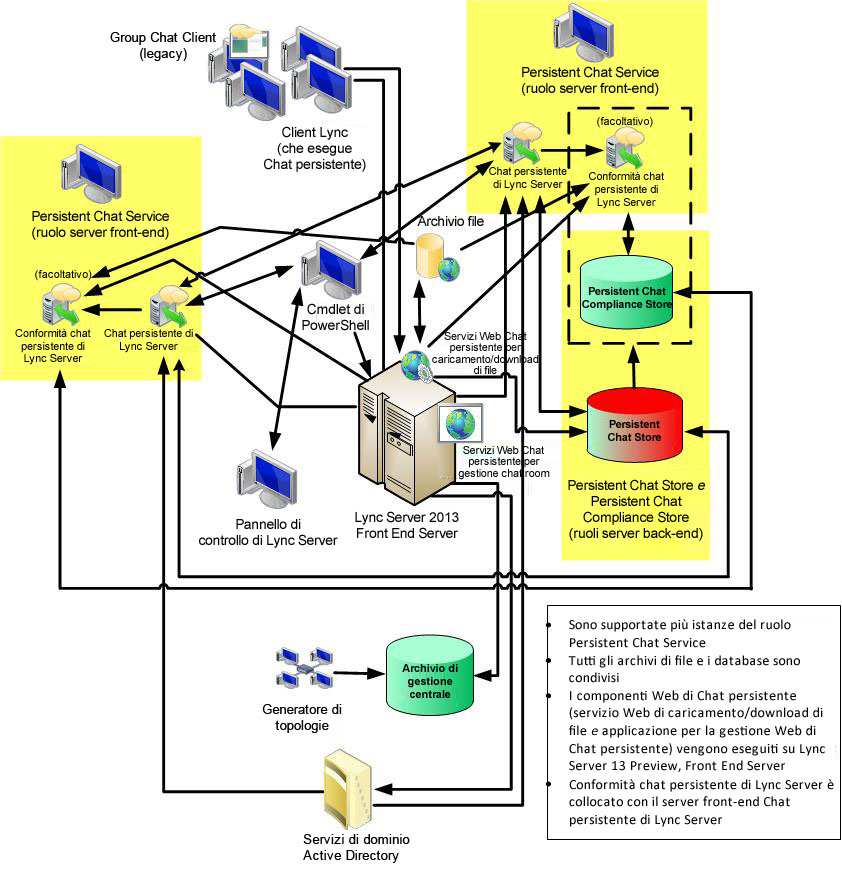 Group Chat Client
(legacy)
Client Lync
(che esegue
Chat persistente)
Persistent Chat Service
(ruolo server front-end)
Chat persistente
di Lync Server
(facoltativo)
Conformità chat
persistente di
Lync Server
Persistent Chat Service
(ruolo server front-end)
(facoltativo)
Conformità chat
persistente di
Lync Server
Chat persistente di
Lync Server
Archivio file
Cmdlet di
PowerShell
Servizi Web Chat
persistente per
caricamento/download
di file
Servizi Web Chat
persistente per
gestione chat room
Persistent Chat
Compliance Store
Persistent
Chat Store
Persistent Chat Store e
Persistent Chat
Compliance Store
(ruoli server back-end)
Pannello di
controllo di Lync Server
Lync Server 2013
Front End Server
Generatore di
topologie
Archivio di
gestione
centrale
Servizi di dominio
Active Directory
• Sono supportate più istanze del ruolo
Persistent Chat Service
• Tutti gli archivi di file e i database sono
condivisi
• I componenti Web di Chat persistente
(servizio Web di caricamento/download di
file e applicazione per la gestione Web di
Chat persistente) vengono eseguiti su Lync
Server 13 Preview, Front End Server
• Conformità chat persistente di Lync Server è
collocato con il server front-end Chat
persistente di Lync Server